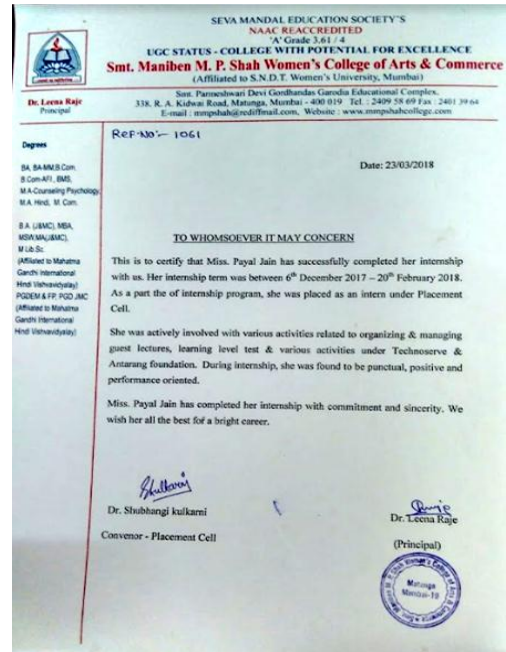 SEVA MANDAL EDUCATION SOCIETY'S
NAAC REACCREDITED
'A' Grade 3.61 / 4
UGC STATUS - COLLEGE WITH POTENTIAL FOR EXCELLENCE
Smt. Maniben M. P. Shah Women's College of Arts & Commerce
(Affiliated to S.N.D.T. Women's University, Mumbai)
Smt. Parmeshwari Devi Gordhandas Garodia Educational Complex,
338, R. A. Kidwai Road, Matunga, Mumbai - 400 019 Tel.: 2409 58 69 Fax : 2401 39 64
E-mail : mmpshah@rediffmail.com, Website : www.mmpshahcollege.com
Dr. Leena Raje
Principal
REF-NO:- 1061
Date: 23/03/2018
Degrees
BA, BA-MM,B.Com,
B.Com-AFI, BMS,
M.A-Counseling Psychology,
M.A. Hindi, M. Com.
B.A. (J&MC), MBA,
MSW,MA(J&MC),
M Lib.Sc.
(Affiliated to Mahatma
Gandhi International
Hindi Vishwavidyalay)
PGDEM & FP, PGD JMC
(Affiliated to Mahatma
Gandhi International
Hindi Vishwavidyalay)
TO WHOMSOEVER IT MAY CONCERN
This is to certify that Miss. Payal Jain has successfully completed her internship
with us. Her internship term was between 6th December 2017 – 20th February 2018.
As a part the of internship program, she was placed as an intern under Placement
Cell.
She was actively involved with various activities related to organizing & managing
guest lectures, learning level test & various activities under Technoserve &
Antarang foundation. During internship, she was found to be punctual, positive and
performance oriented.
Miss. Payal Jain has completed her internship with commitment and sincerity. We
wish her all the best for a bright career.
Dr. Shubhangi kulkarni
Convenor - Placement Cell
Dr. Leena Raje
(Principal)
Matunga
Mumbai-19